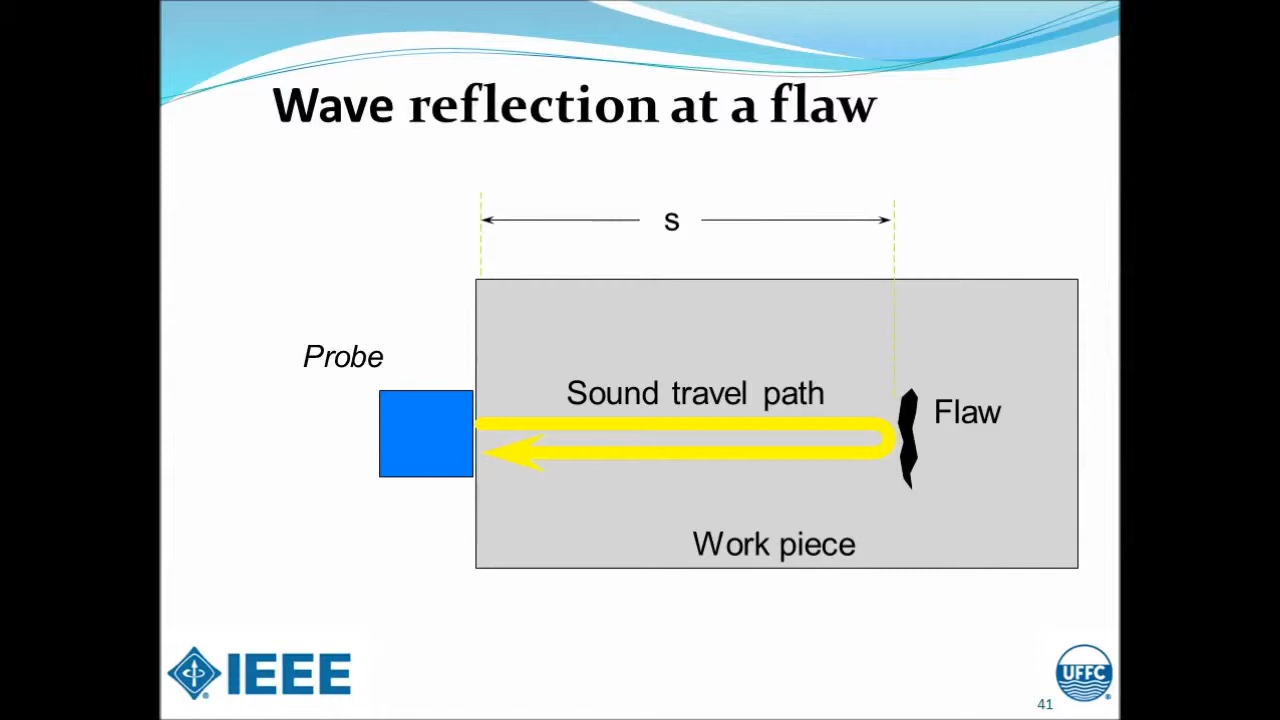 Wave reflection at a flaw
s
Probe
Sound travel path
Flaw
Work piece
IEEE
UFFC
41